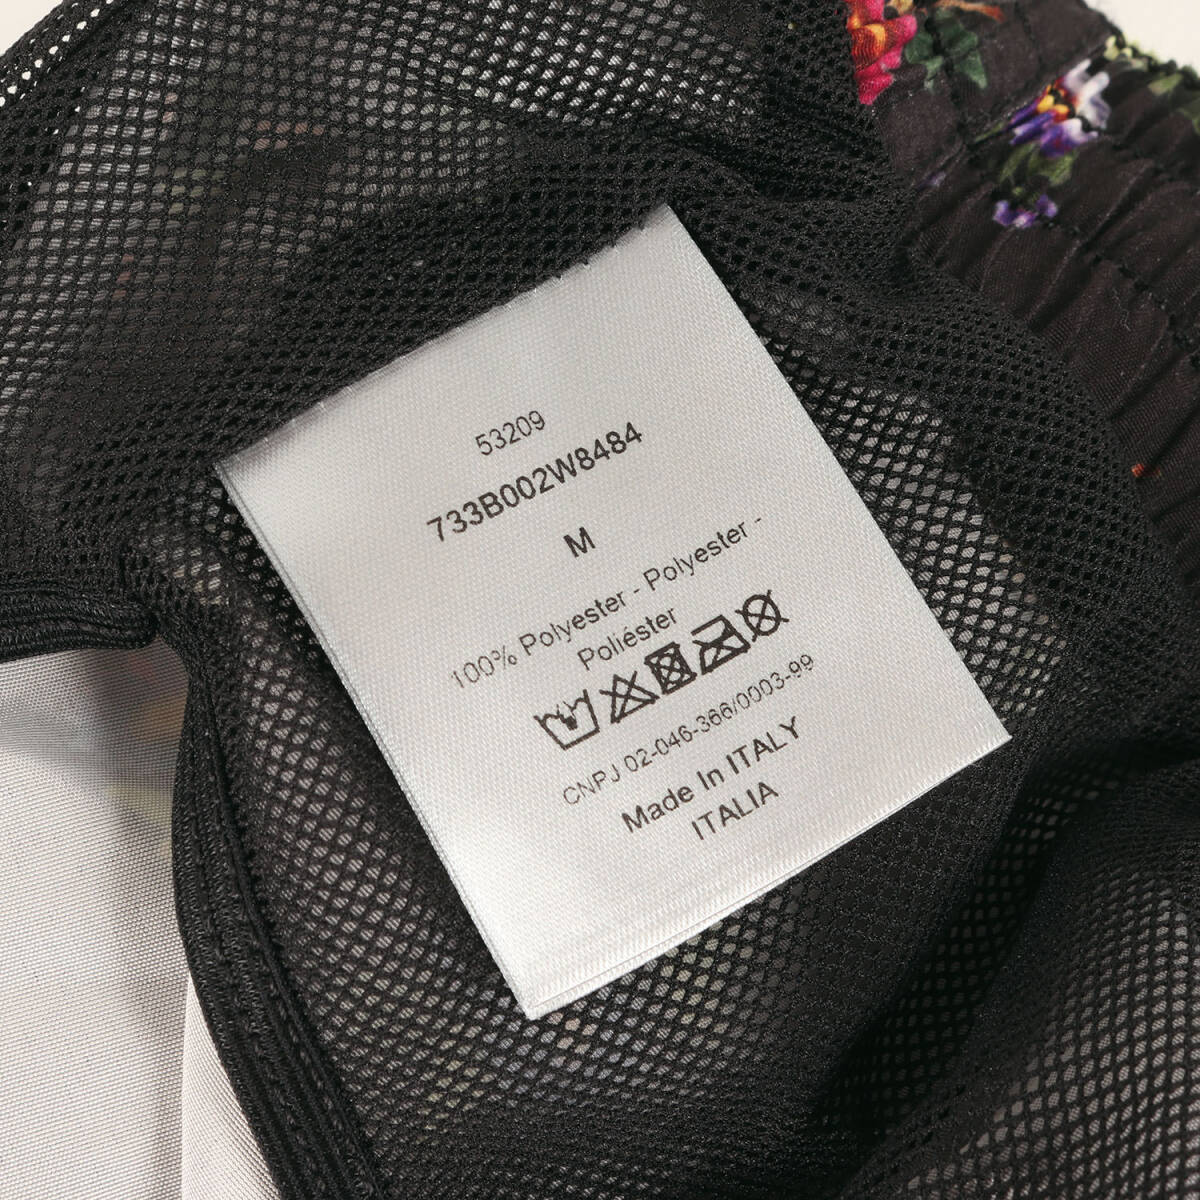 53209
733B002W8484
M
100% Polyester - Polyester -
Poliéster
CNPJ 02-046-366/0003-99
Made In ITALY
ITALIA